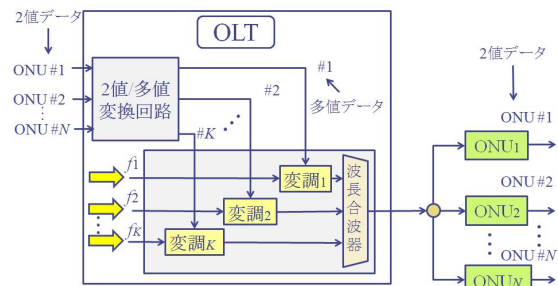 2値データ
OLT
ONU #1
ONU #2
⋮
ONU #N
2値/多値
変換回路
#1
#2
#K
多値データ
f1
f2
fK
変調1
変調2
変調K
波長合波器
2値データ
ONU #1
ONU1
ONU #2
ONU2
ONU #N
ONUN